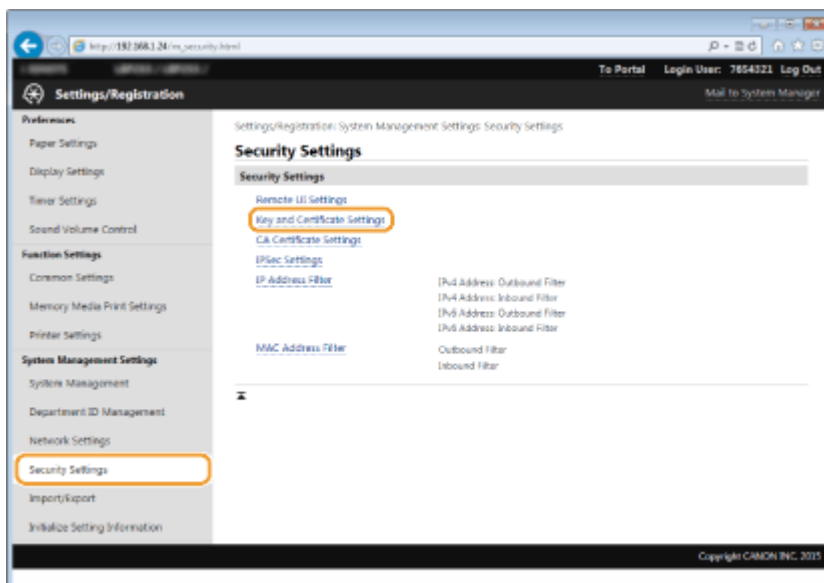 http://192.168.1.24/m_security.html
To Portal Login User: 7654321 Log Out
Settings/Registration
Mail to System Manager
Preferences
Paper Settings
Display Settings
Timer Settings
Sound Volume Control
Function Settings
Common Settings
Memory Media Print Settings
Printer Settings
System Management Settings
System Management
Department ID Management
Network Settings
Security Settings
Import/Export
Initialize Setting Information
Settings/Registration: System Management Settings: Security Settings
Security Settings
Security Settings
Remote UI Settings
Key and Certificate Settings
CA Certificate Settings
IPSec Settings
IP Address Filter
IPv4 Address: Outbound Filter
IPv4 Address: Inbound Filter
IPv6 Address: Outbound Filter
IPv6 Address: Inbound Filter
MAC Address Filter
Outbound Filter
Inbound Filter
Copyright CANON INC. 2015